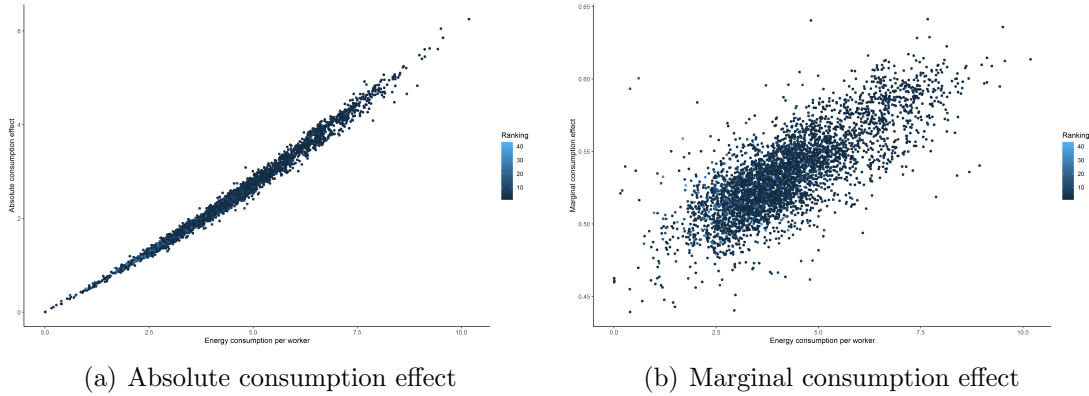 Absolute consumption effect
6
4
2
0
0.0 2.5 5.0 7.5 10.0
Energy consumption per worker
Ranking
40
30
20
10
(a) Absolute consumption effect
Marginal consumption effect
0.65
0.60
0.55
0.50
0.45
0.0 2.5 5.0 7.5 10.0
Energy consumption per worker
Ranking
40
30
20
10
(b) Marginal consumption effect